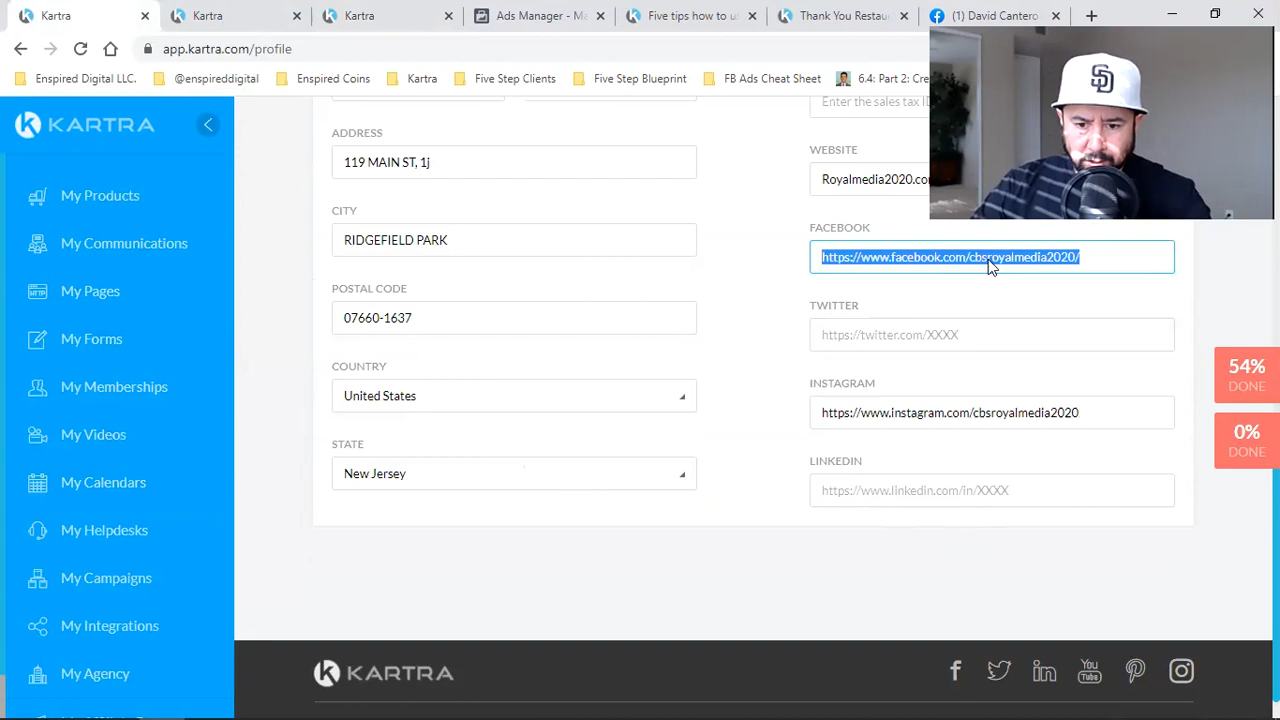 Kartra
Kartra
Kartra
Ads Manager - Ma
Five tips how to u
Thank You Restau
(1) David Cantero
app.kartra.com/profile
Enspired Digital LLC.
@enspireddigital
Enspired Coins
Kartra
Five Step Clients
Five Step Blueprint
FB Ads Cheat Sheet
6.4: Part 2: Cre
KARTRA
My Products
My Communications
My Pages
My Forms
My Memberships
My Videos
My Calendars
My Helpdesks
My Campaigns
My Integrations
My Agency
ADDRESS
119 MAIN ST, 1j
CITY
RIDGEFIELD PARK
POSTAL CODE
07660-1637
COUNTRY
United States
STATE
New Jersey
Enter the sales tax ID
WEBSITE
Royalmedia2020.co
FACEBOOK
https://www.facebook.com/cbsroyalmedia2020/
TWITTER
https://twitter.com/XXXX
INSTAGRAM
https://www.instagram.com/cbsroyalmedia2020
LINKEDIN
https://www.linkedin.com/in/XXXX
54%
DONE
0%
DONE
KARTRA
You
Tube
SD